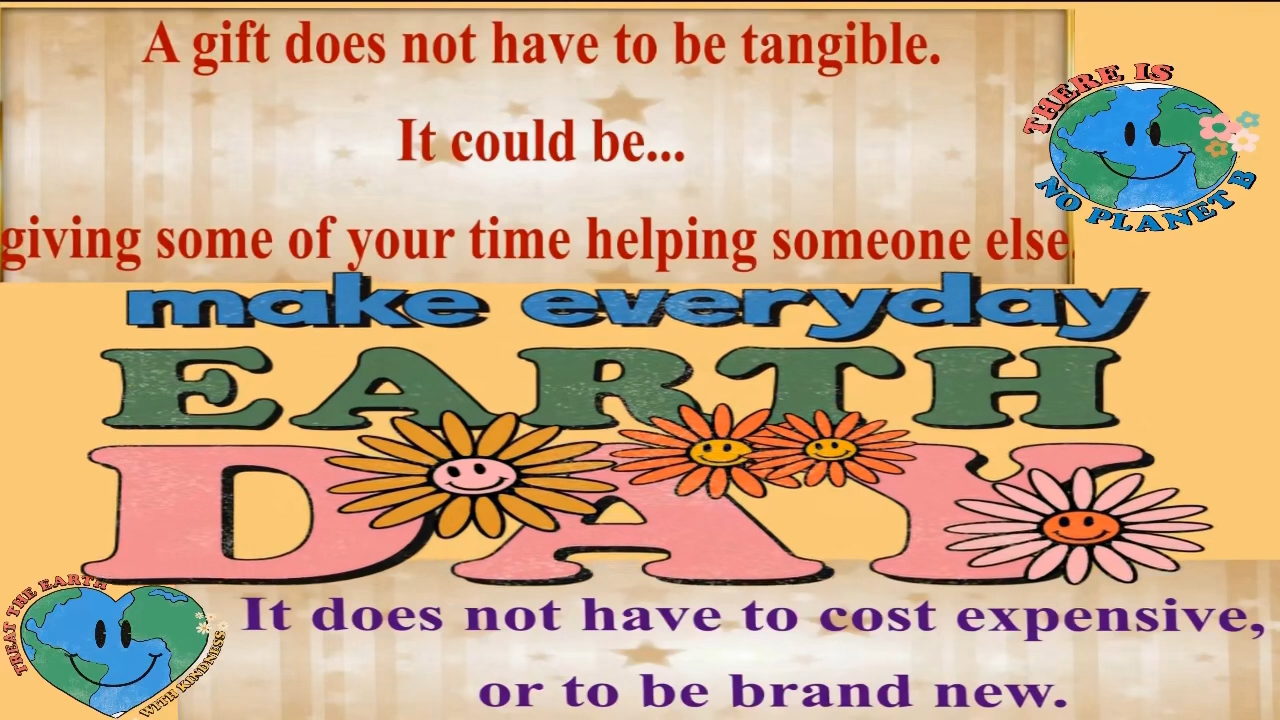 A gift does not have to be tangible.
It could be...
giving some of your time helping someone else.
THERE IS
NO PLANET B
make everyday
EARTH
DAY
TREAT THE EARTH
WITH KINDNESS
It does not have to cost expensive,
or to be brand new.